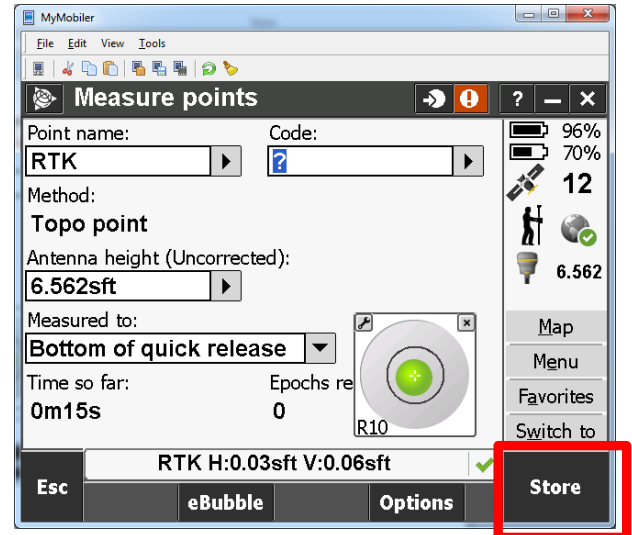 MyMobiler
File Edit View Tools
Measure points
? — X
Point name: Code:
RTK ?
96%
70%
12
Method:
Topo point
Antenna height (Uncorrected):
6.562sft
6.562
Measured to:
Bottom of quick release
Map
Menu
Time so far: Epochs re
Favorites
0m15s 0
R10
Switch to
RTK H:0.03sft V:0.06sft
Esc eBubble Options Store